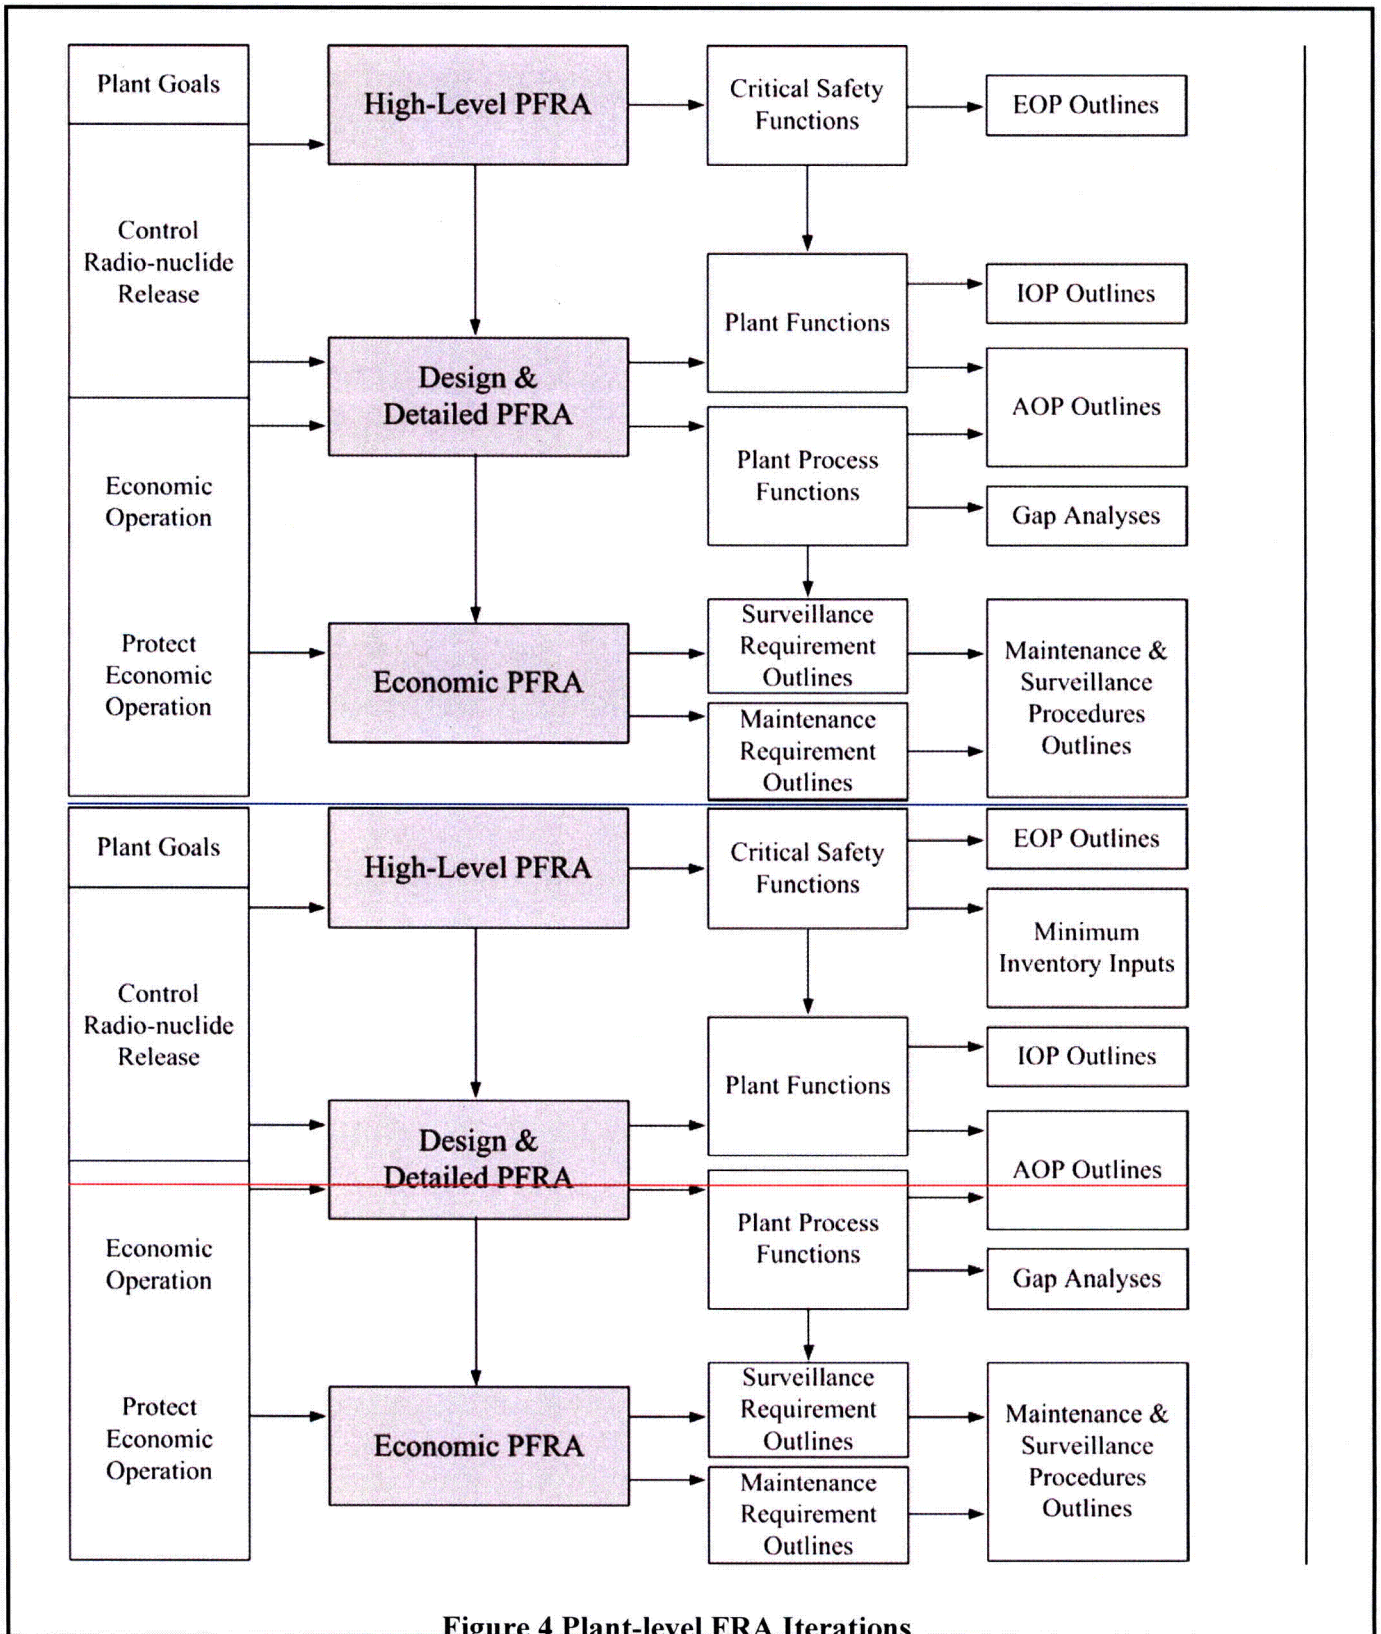 Plant Goals
High-Level PFRA
Critical Safety
Functions
EOP Outlines
Control
Radio-nuclide
Release
Plant Functions
IOP Outlines
Design &
Detailed PFRA
AOP Outlines
Economic
Operation
Plant Process
Functions
Gap Analyses
Protect
Economic
Operation
Economic PFRA
Surveillance
Requirement
Outlines
Maintenance
Requirement
Outlines
Maintenance &
Surveillance
Procedures
Outlines
Plant Goals
High-Level PFRA
Critical Safety
Functions
EOP Outlines
Minimum
Inventory Inputs
Control
Radio-nuclide
Release
Plant Functions
IOP Outlines
Design &
Detailed PFRA
AOP Outlines
Economic
Operation
Plant Process
Functions
Gap Analyses
Protect
Economic
Operation
Economic PFRA
Surveillance
Requirement
Outlines
Maintenance
Requirement
Outlines
Maintenance &
Surveillance
Procedures
Outlines
Figure 4 Plant-level FRA Iterations